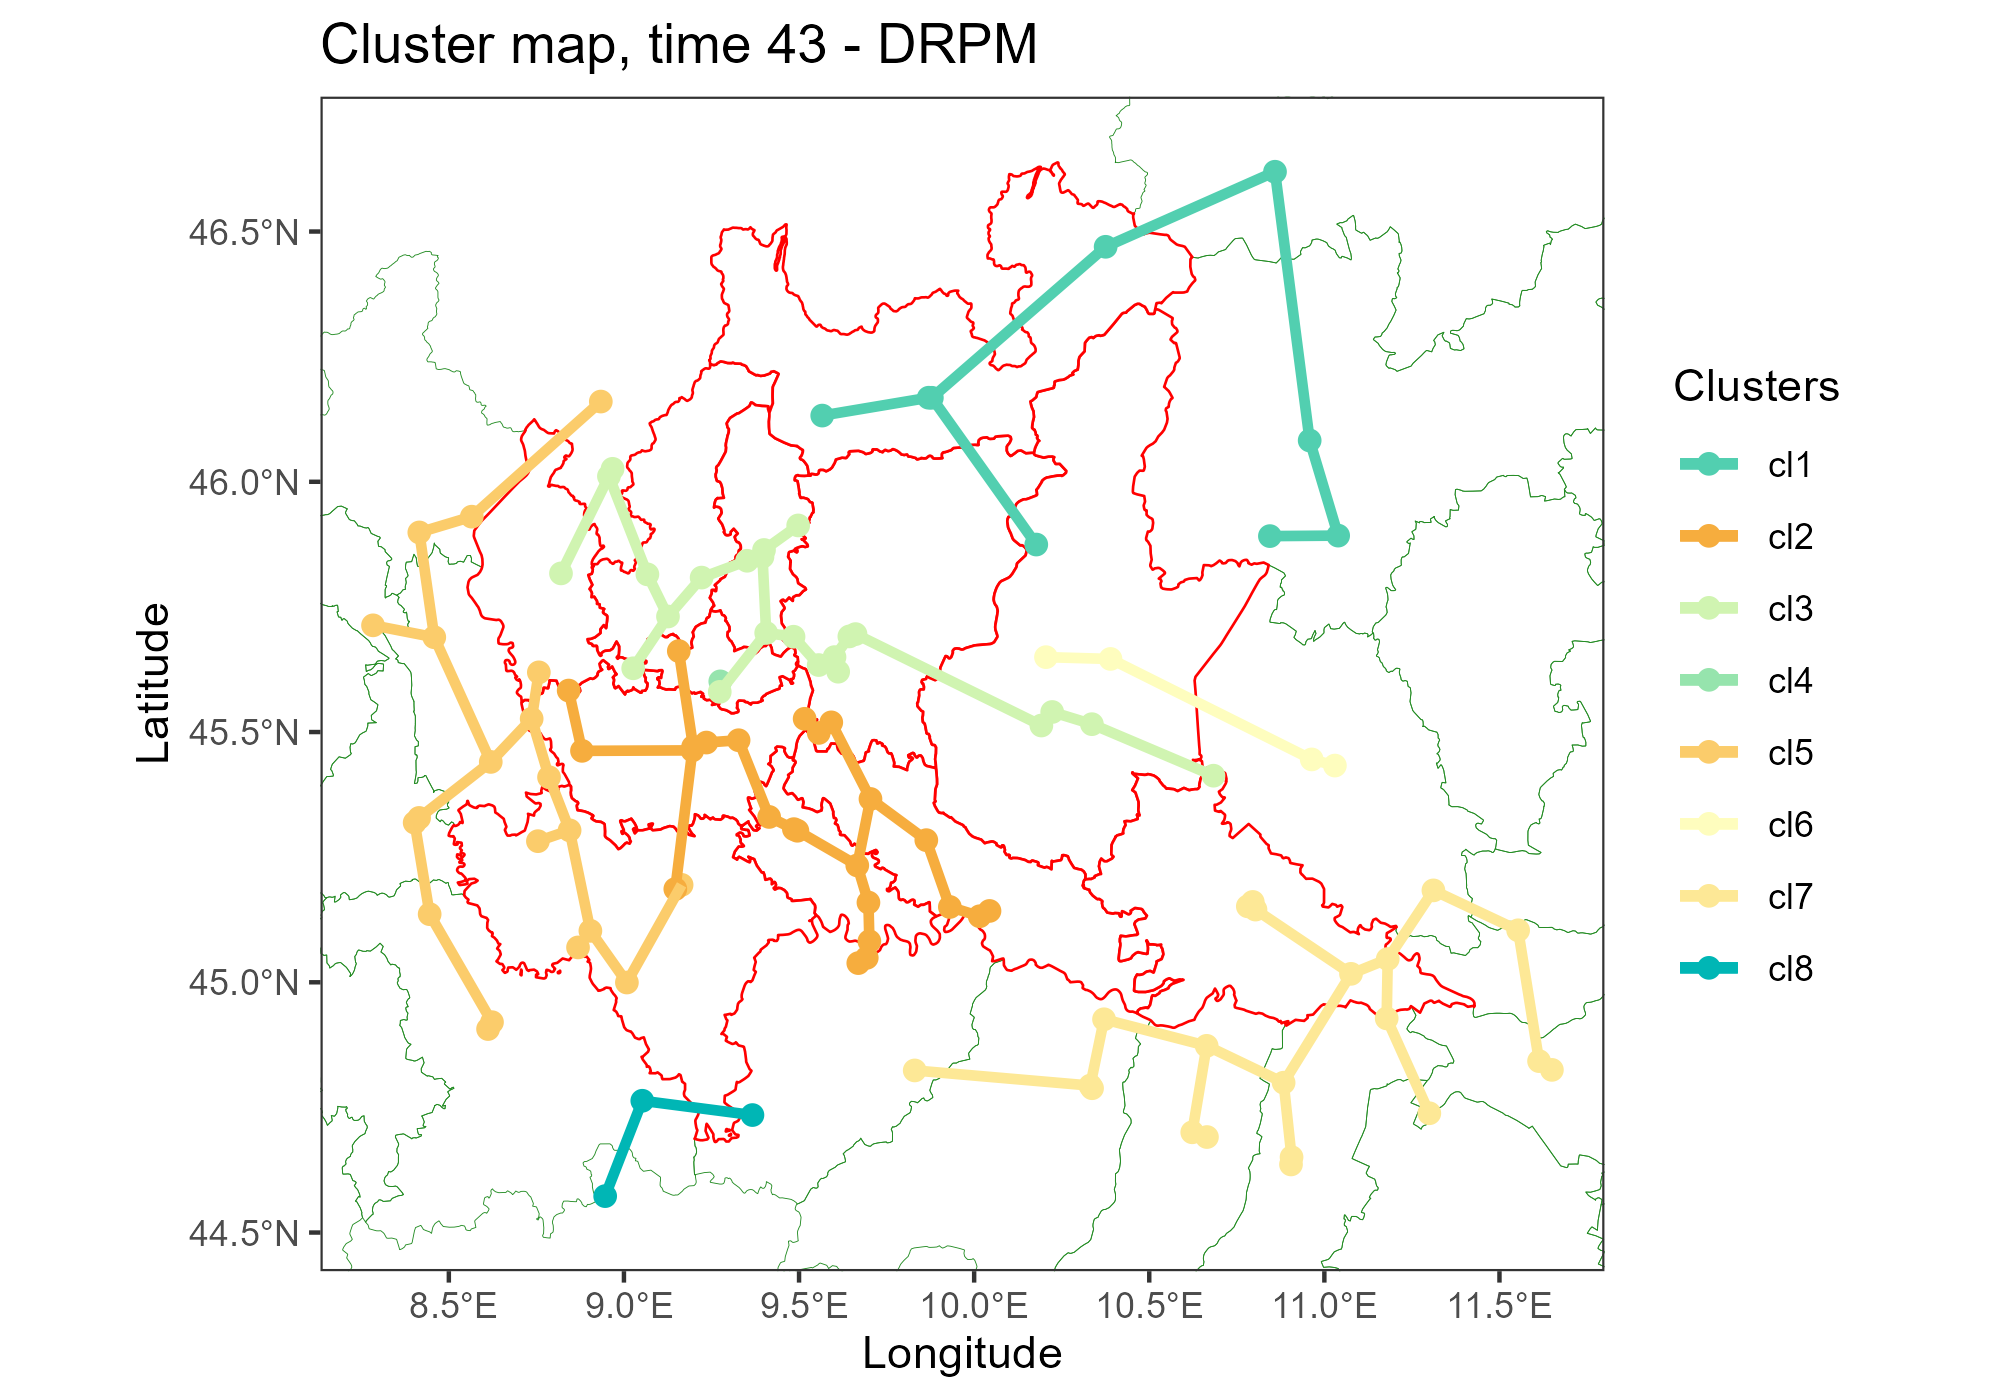 Cluster map, time 43 - DRPM
46.5°N
46.0°N
45.5°N
45.0°N
44.5°N
Latitude
8.5°E
9.0°E
9.5°E
10.0°E
10.5°E
11.0°E
11.5°E
Longitude
Clusters
cl1
cl2
cl3
cl4
cl5
cl6
cl7
cl8